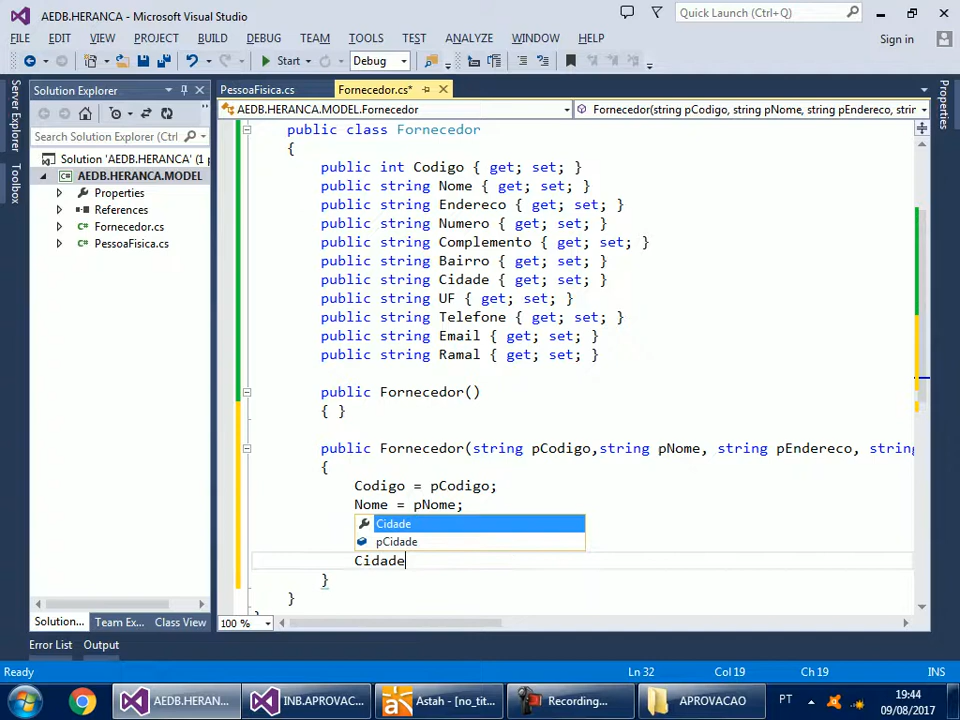 AEDB.HERANCA - Microsoft Visual Studio
Quick Launch (Ctrl+Q)
FILE EDIT VIEW PROJECT BUILD DEBUG TEAM TOOLS TEST ANALYZE WINDOW HELP
Sign in
Start Debug
Server Explorer
Toolbox
Solution Explorer
Search Solution Explorer (Ctrl
Solution 'AEDB.HERANCA' (1 p
AEDB.HERANCA.MODEL
Properties
References
Fornecedor.cs
PessoaFisica.cs
Solution... Team Ex... Class View
PessoaFisica.cs Fornecedor.cs*
AEDB.HERANCA.MODEL.Fornecedor Fornecedor(string pCodigo, string pNome, string pEndereco, strin
public class Fornecedor
{
public int Codigo { get; set; }
public string Nome { get; set; }
public string Endereco { get; set; }
public string Numero { get; set; }
public string Complemento { get; set; }
public string Bairro { get; set; }
public string Cidade { get; set; }
public string UF { get; set; }
public string Telefone { get; set; }
public string Email { get; set; }
public string Ramal { get; set; }
public Fornecedor()
{ }
public Fornecedor(string pCodigo,string pNome, string pEndereco, string
{
Codigo = pCodigo;
Nome = pNome;
Cidade
pCidade
Cidade
}
}
100 %
Properties
Error List Output
Ready Ln 32 Col 19 Ch 19 INS
AEDB.HERAN... INB.APROVAC... Astah - [no_tit... Recording... APROVACAO PT 19:44
09/08/2017